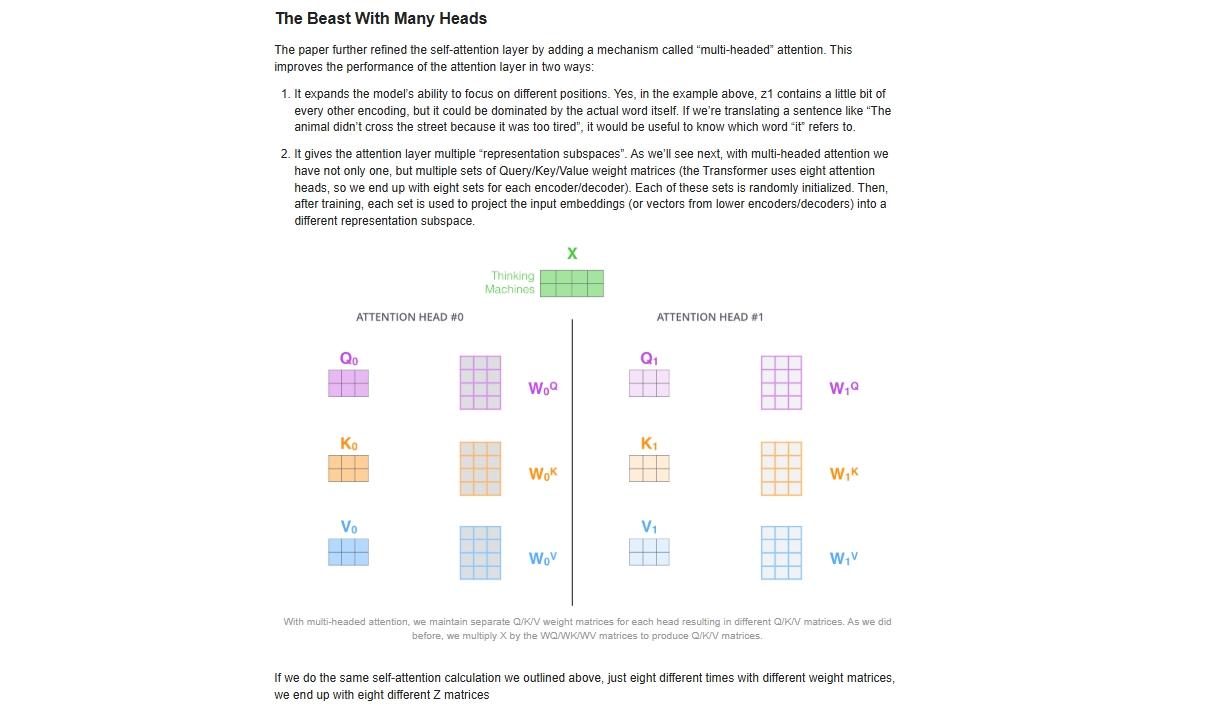 The Beast With Many Heads
The paper further refined the self-attention layer by adding a mechanism called “multi-headed” attention. This
improves the performance of the attention layer in two ways:
1. It expands the model’s ability to focus on different positions. Yes, in the example above, z1 contains a little bit of
every other encoding, but it could be dominated by the actual word itself. If we’re translating a sentence like “The
animal didn’t cross the street because it was too tired”, it would be useful to know which word “it” refers to.
2. It gives the attention layer multiple “representation subspaces”. As we’ll see next, with multi-headed attention we
have not only one, but multiple sets of Query/Key/Value weight matrices (the Transformer uses eight attention
heads, so we end up with eight sets for each encoder/decoder). Each of these sets is randomly initialized. Then,
after training, each set is used to project the input embeddings (or vectors from lower encoders/decoders) into a
different representation subspace.
X
Thinking
Machines
ATTENTION HEAD #0
ATTENTION HEAD #1
Q0
W0Q
Q1
W1Q
K0
W0K
K1
W1K
V0
W0V
V1
W1V
With multi-headed attention, we maintain separate Q/K/V weight matrices for each head resulting in different Q/K/V matrices. As we did
before, we multiply X by the WQ/WK/WV matrices to produce Q/K/V matrices.
If we do the same self-attention calculation we outlined above, just eight different times with different weight matrices,
we end up with eight different Z matrices